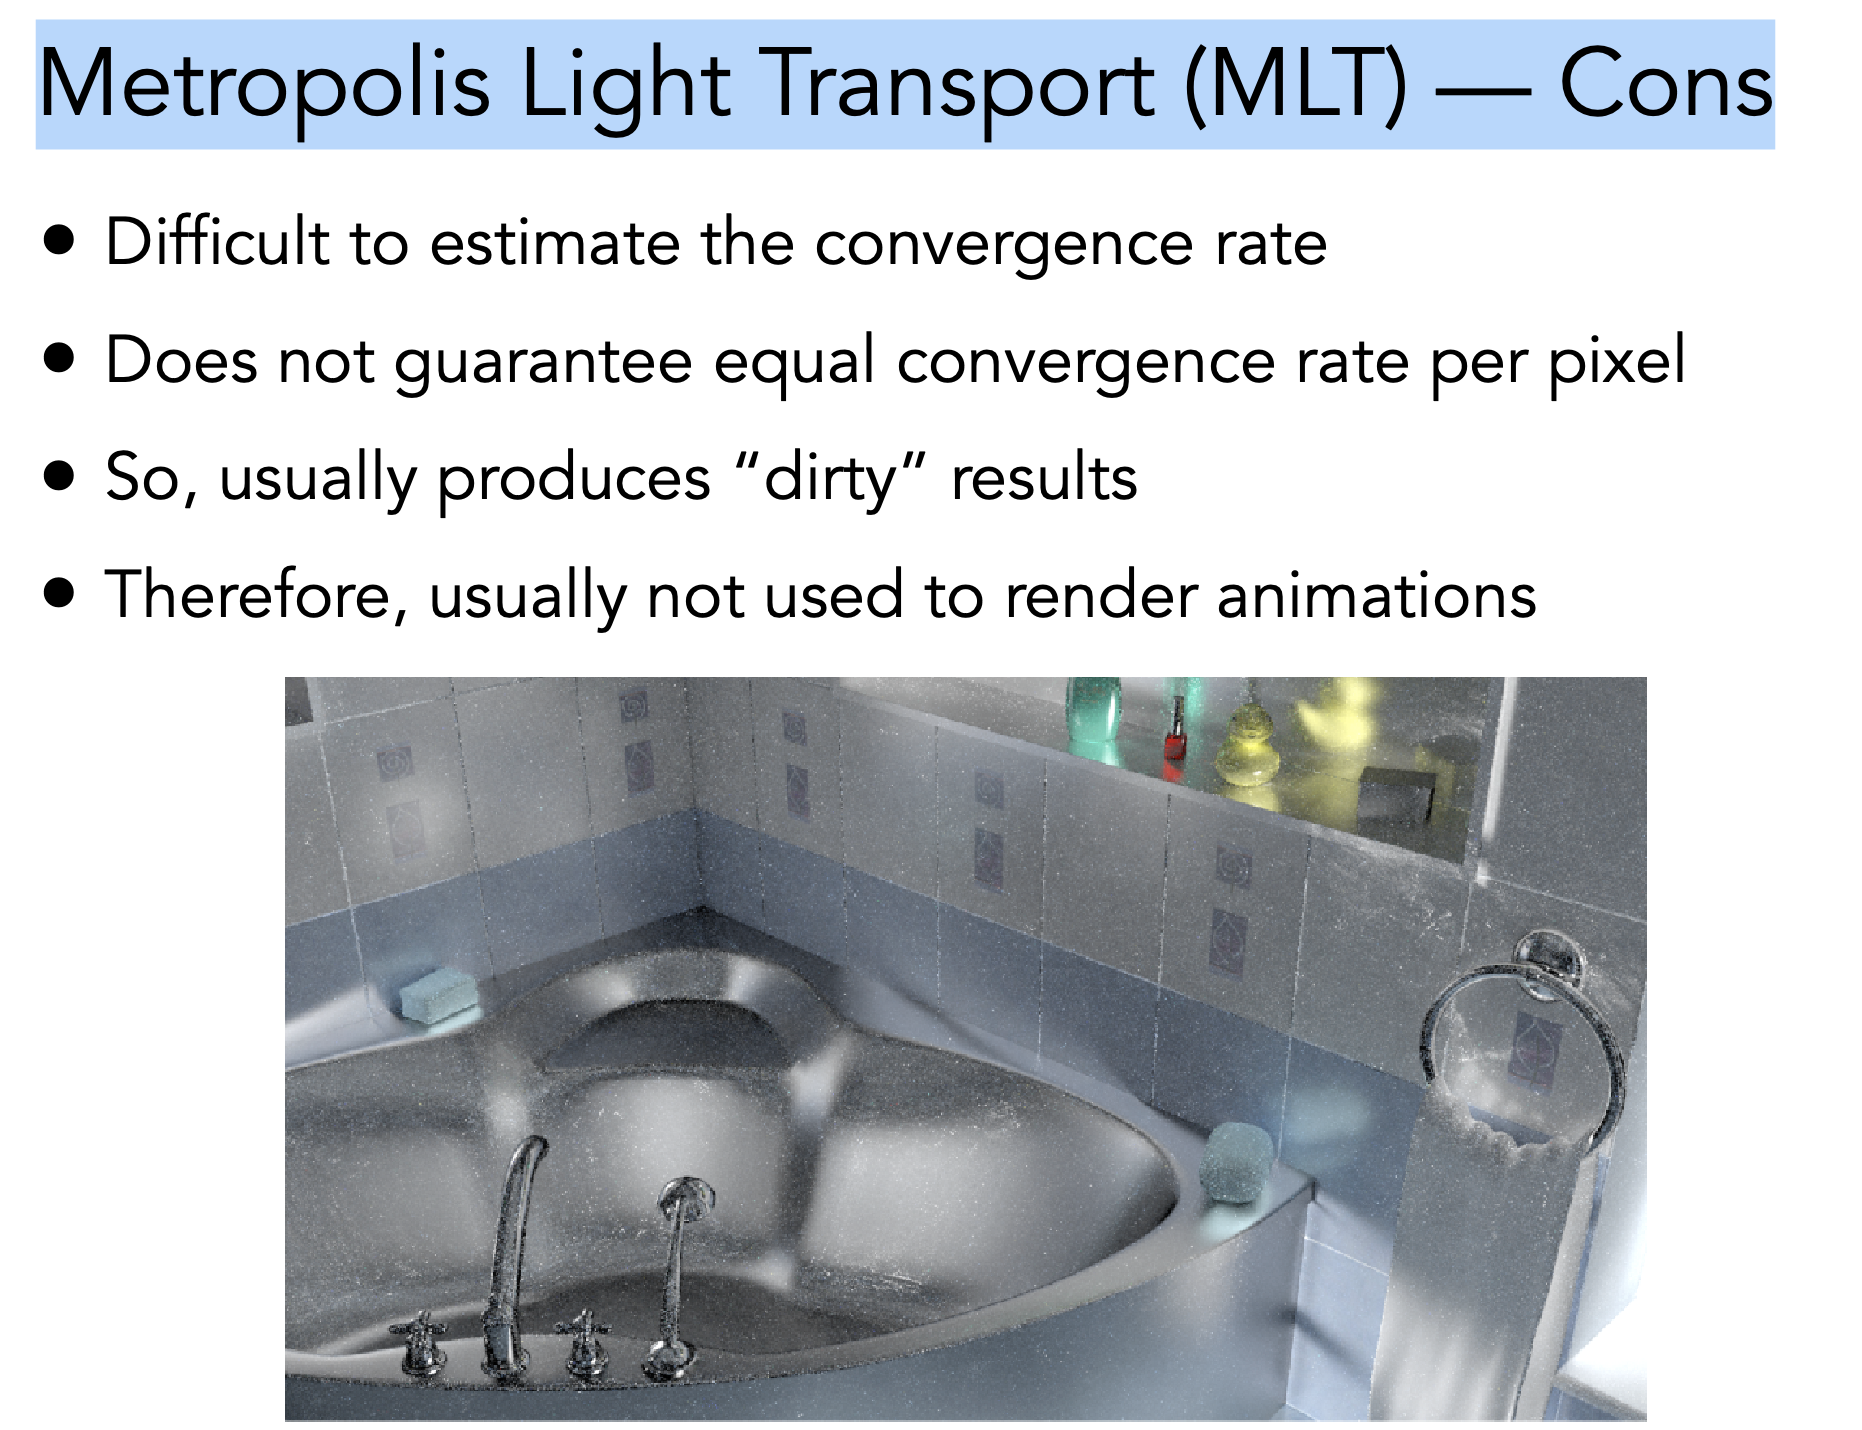 Metropolis Light Transport (MLT) — Cons
• Difficult to estimate the convergence rate
• Does not guarantee equal convergence rate per pixel
• So, usually produces “dirty” results
• Therefore, usually not used to render animations